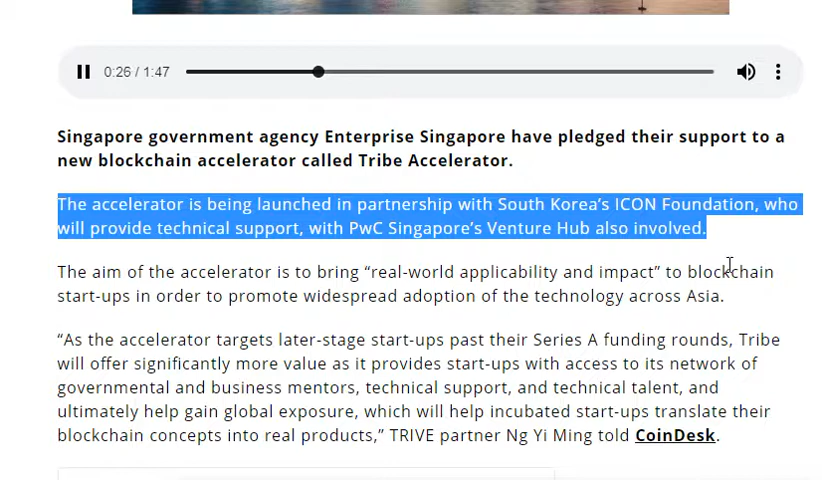 0:26 / 1:47
Singapore government agency Enterprise Singapore have pledged their support to a
new blockchain accelerator called Tribe Accelerator.
The accelerator is being launched in partnership with South Korea’s ICON Foundation, who
will provide technical support, with PwC Singapore’s Venture Hub also involved.
The aim of the accelerator is to bring “real-world applicability and impact” to blockchain
start-ups in order to promote widespread adoption of the technology across Asia.
“As the accelerator targets later-stage start-ups past their Series A funding rounds, Tribe
will offer significantly more value as it provides start-ups with access to its network of
governmental and business mentors, technical support, and technical talent, and
ultimately help gain global exposure, which will help incubated start-ups translate their
blockchain concepts into real products,” TRIVE partner Ng Yi Ming told CoinDesk.